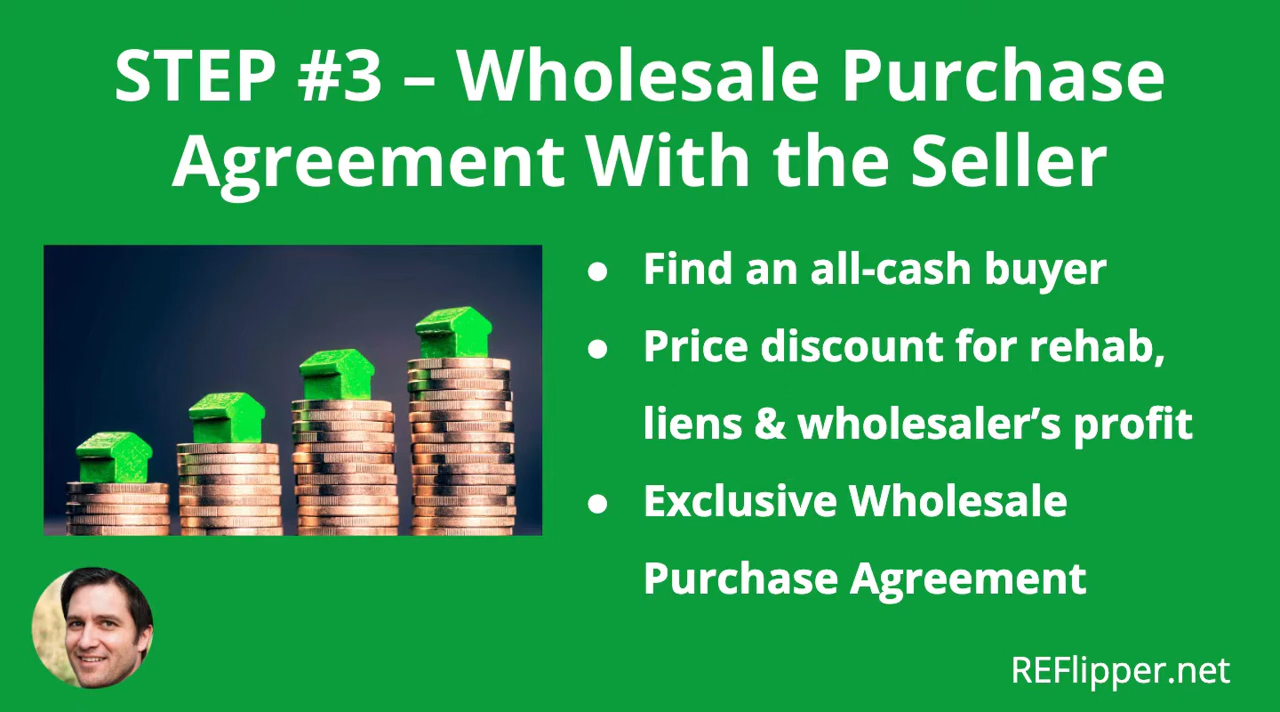 STEP #3 – Wholesale Purchase
Agreement With the Seller
● Find an all-cash buyer
● Price discount for rehab,
liens & wholesaler’s profit
● Exclusive Wholesale
Purchase Agreement
REFlipper.net